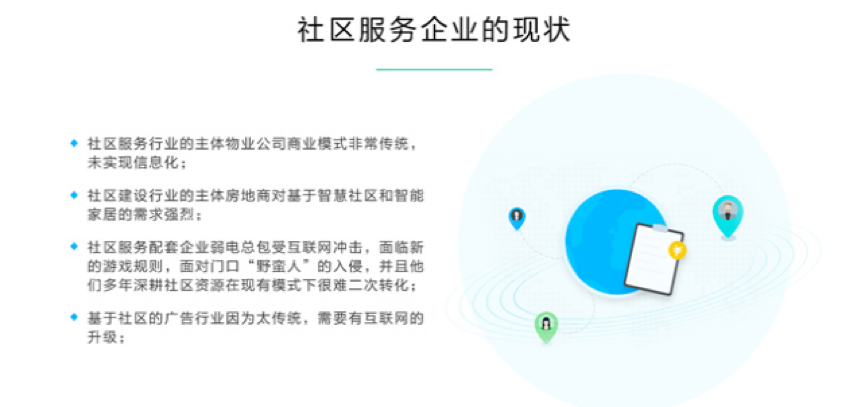 社区服务企业的现状
社区服务行业的主体物业公司商业模式非常传统，
未实现信息化；
社区建设行业的主体房地商对基于智慧社区和智能
家居的需求强烈；
社区服务配套企业弱电总包受互联网冲击，面临新
的游戏规则，面对门口“野蛮人”的入侵，并且他
们多年深耕社区资源在现有模式下很难二次转化；
基于社区的广告行业因为太传统，需要有互联网的
升级；